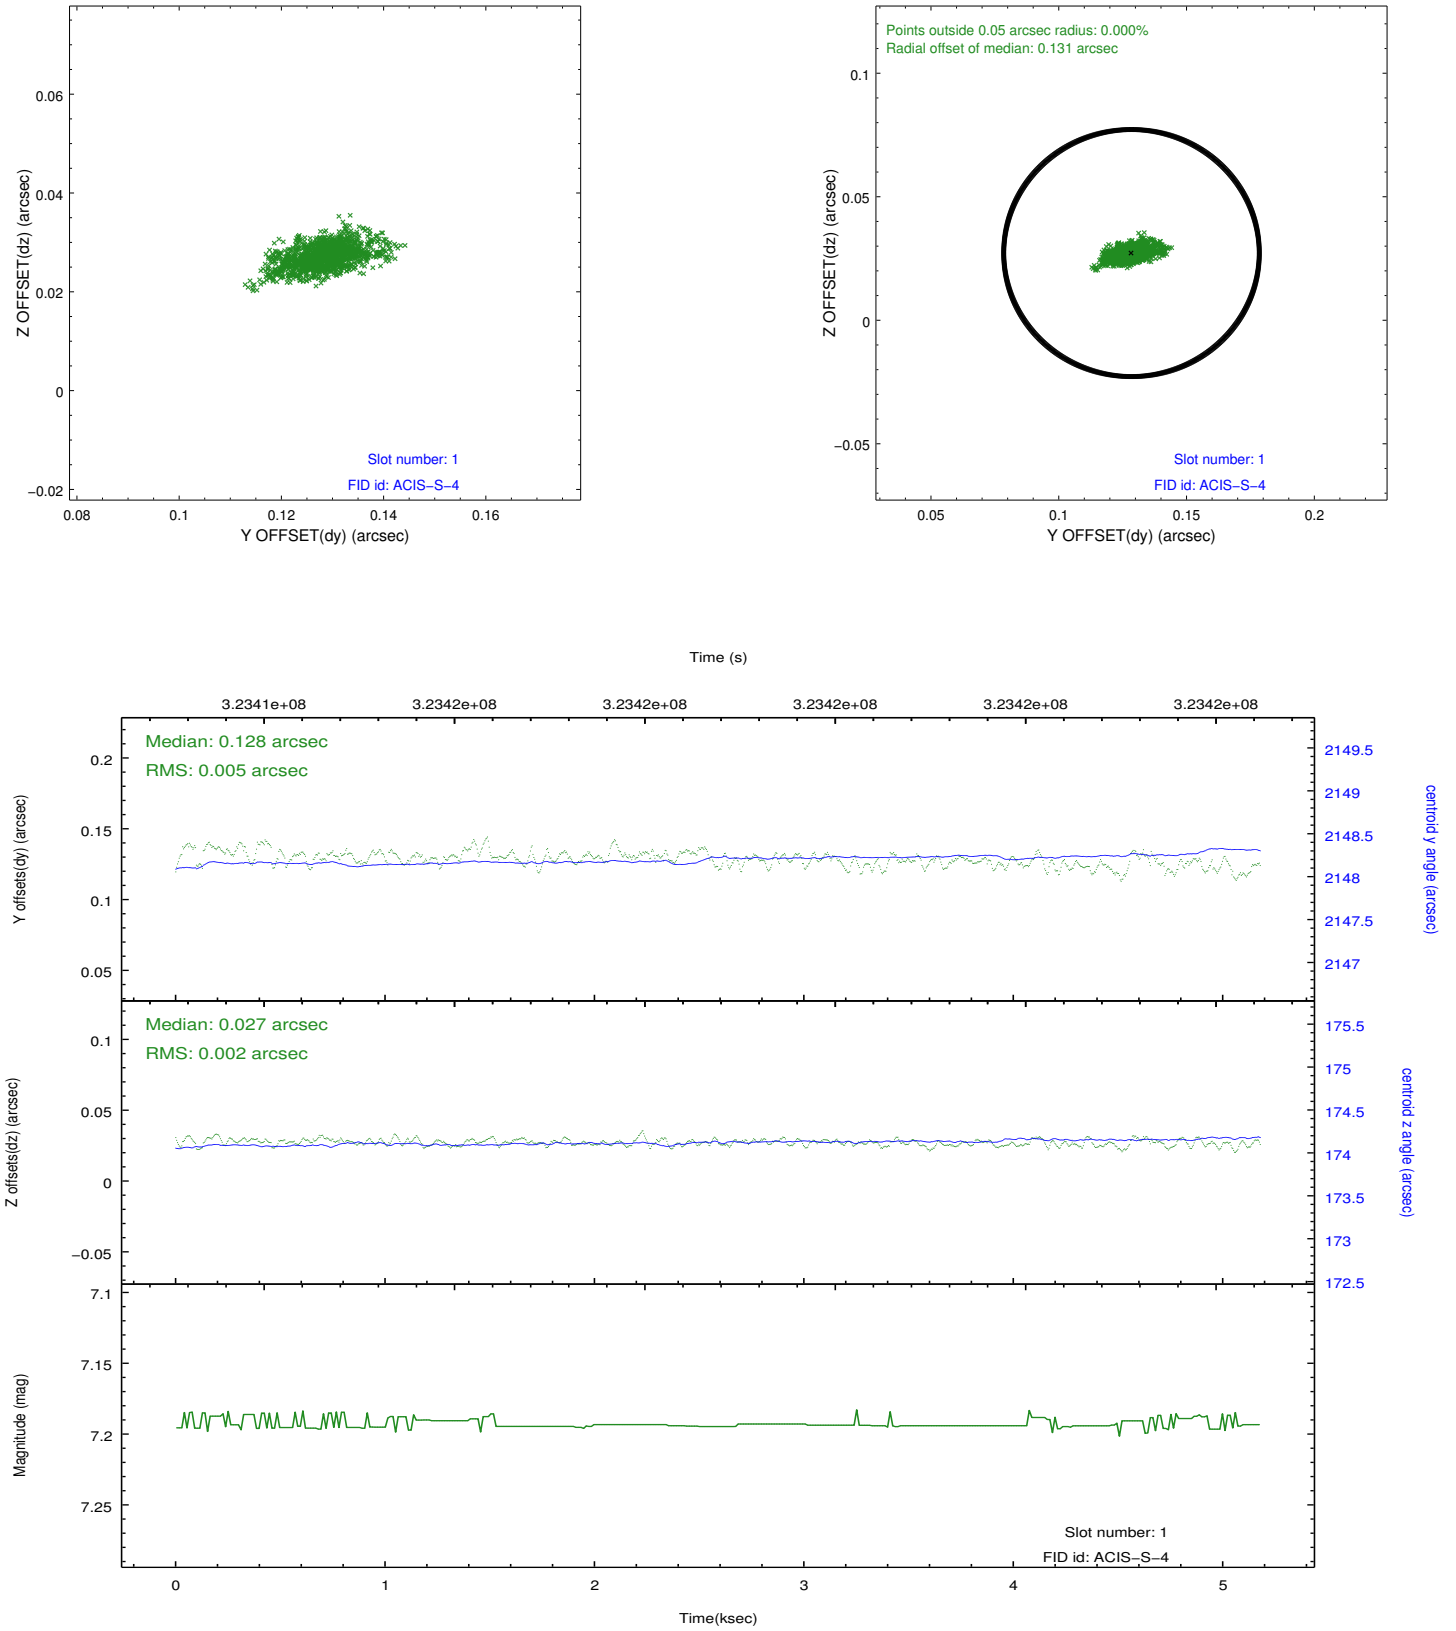 0.06
0.04
0.02
0
−0.02
Z OFFSET(dz) (arcsec)
Slot number: 1
FID id: ACIS−S−4
0.08 0.1 0.12 0.14 0.16
Y OFFSET(dy) (arcsec)
Points outside 0.05 arcsec radius: 0.000%
Radial offset of median: 0.131 arcsec
0.1
0.05
0
−0.05
Z OFFSET(dz) (arcsec)
Slot number: 1
FID id: ACIS−S−4
0.05 0.1 0.15 0.2
Y OFFSET(dy) (arcsec)
Time (s)
3.2341e+08 3.2342e+08 3.2342e+08 3.2342e+08 3.2342e+08 3.2342e+08
Median: 0.128 arcsec
RMS: 0.005 arcsec
0.2
0.15
0.1
0.05
Y offsets(dy) (arcsec)
2149.5
2149
2148.5
2148
2147.5
2147
centroid y angle (arcsec)
Median: 0.027 arcsec
RMS: 0.002 arcsec
0.1
0.05
0
−0.05
Z offsets(dz) (arcsec)
175.5
175
174.5
174
173.5
173
172.5
centroid z angle (arcsec)
7.1
7.15
7.2
7.25
Magnitude (mag)
Slot number: 1
FID id: ACIS−S−4
0 1 2 3 4 5
Time(ksec)